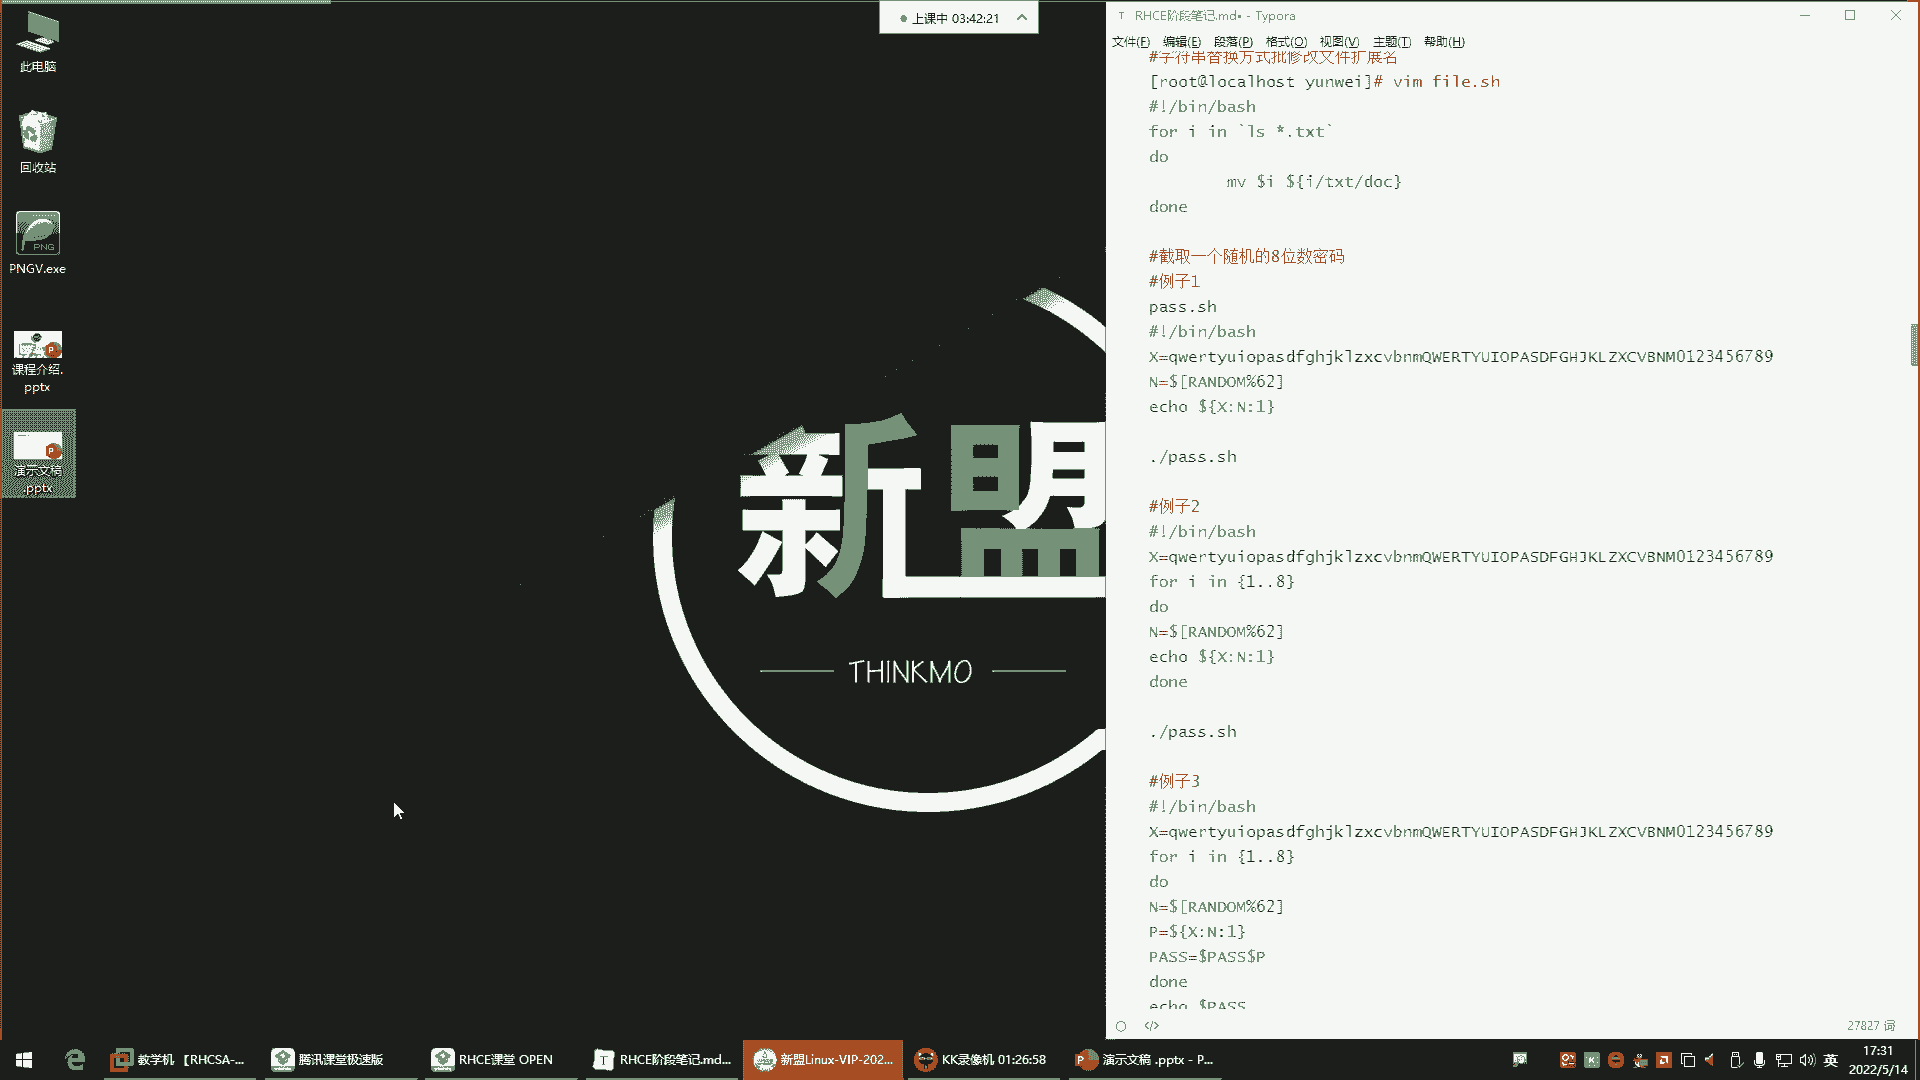 上课中 03:42:21
此电脑
回收站
PNG
PNGV.exe
课程介绍.
pptx
演示文稿
.pptx
新盟
THINKMO
RHCE阶段笔记.md• - Typora
文件(F) 编辑(E) 段落(P) 格式(O) 视图(V) 主题(T) 帮助(H)
#字符串替换方式批修改文件扩展名
[root@localhost yunwei]# vim file.sh
#!/bin/bash
for i in `ls *.txt`
do
mv $i ${i/txt/doc}
done
#截取一个随机的8位数密码
#例子1
pass.sh
#!/bin/bash
X=qwertyuiopasdfghjklzxcvbnmQWERTYUIOPASDFGHJKLZXCVBNM0123456789
N=$[RANDOM%62]
echo ${X:N:1}
./pass.sh
#例子2
#!/bin/bash
X=qwertyuiopasdfghjklzxcvbnmQWERTYUIOPASDFGHJKLZXCVBNM0123456789
for i in {1..8}
do
N=$[RANDOM%62]
echo ${X:N:1}
done
./pass.sh
#例子3
#!/bin/bash
X=qwertyuiopasdfghjklzxcvbnmQWERTYUIOPASDFGHJKLZXCVBNM0123456789
for i in {1..8}
do
N=$[RANDOM%62]
P=${X:N:1}
PASS=$PASS$P
done
echo $PASS
27827 词
教学机 【RHCSA-... 腾讯课堂极速版 RHCE课堂 OPEN RHCE阶段笔记.md... 新盟Linux-VIP-202... KK录像机 01:26:58 演示文稿 .pptx - P... 英 17:31
2022/5/14